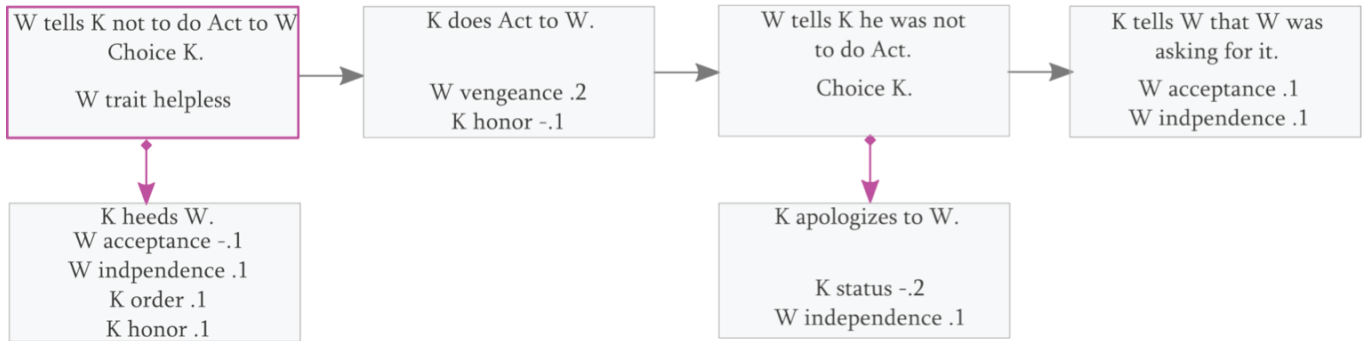 W tells K not to do Act to W
Choice K.
W trait helpless
K does Act to W.
W vengeance .2
K honor -.1
W tells K he was not
to do Act.
Choice K.
K tells W that W was
asking for it.
W acceptance .1
W indpendence .1
K heeds W.
W acceptance -.1
W indpendence .1
K order .1
K honor .1
K apologizes to W.
K status -.2
W independence .1